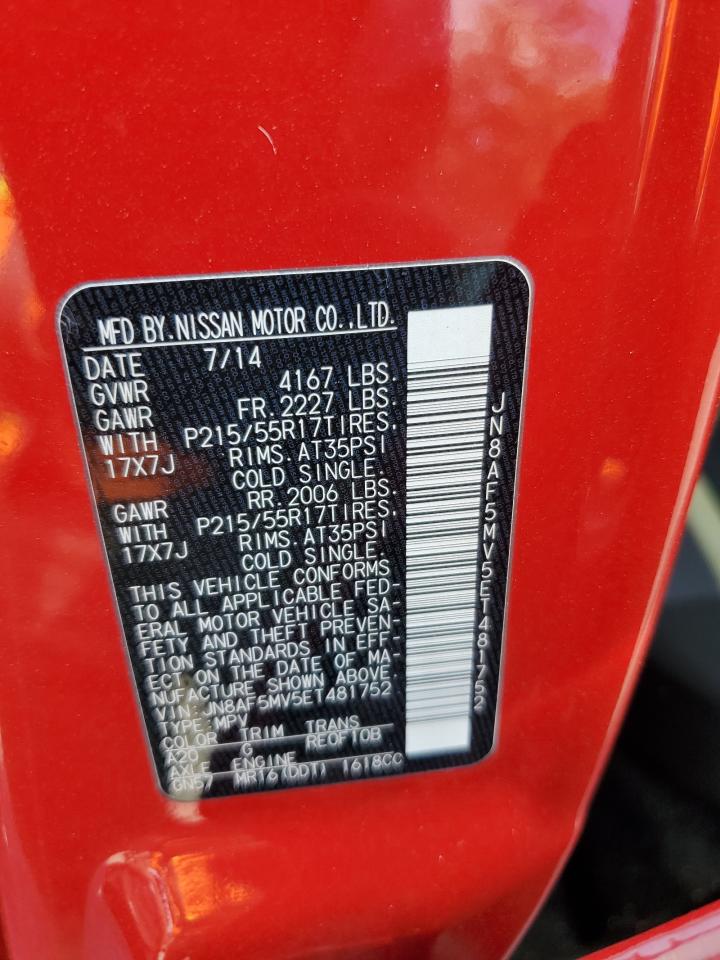 MFD BY.NISSAN MOTOR CO.,LTD.
DATE 7/14
GVWR 4167 LBS.
GAWR FR. 2227 LBS.
WITH P215/55R17TIRES.
17X7J RIMS. AT35PSI
COLD SINGLE.
GAWR RR. 2006 LBS.
WITH P215/55R17TIRES.
17X7J RIMS. AT35PSI
COLD SINGLE.
THIS VEHICLE CONFORMS
TO ALL APPLICABLE FED-
ERAL MOTOR VEHICLE SA-
FETY AND THEFT PREVEN-
TION STANDARDS IN EFF-
ECT ON THE DATE OF MA-
NUFACTURE SHOWN ABOVE.
VIN: JN8AF5MV5ET481752
TYPE: MPV
COLOR TRIM TRANS
A20 G RE0F10B
AXLE ENGINE
GN57 MR16(DDT) 1618CC
JN8AF5MV5ET481752